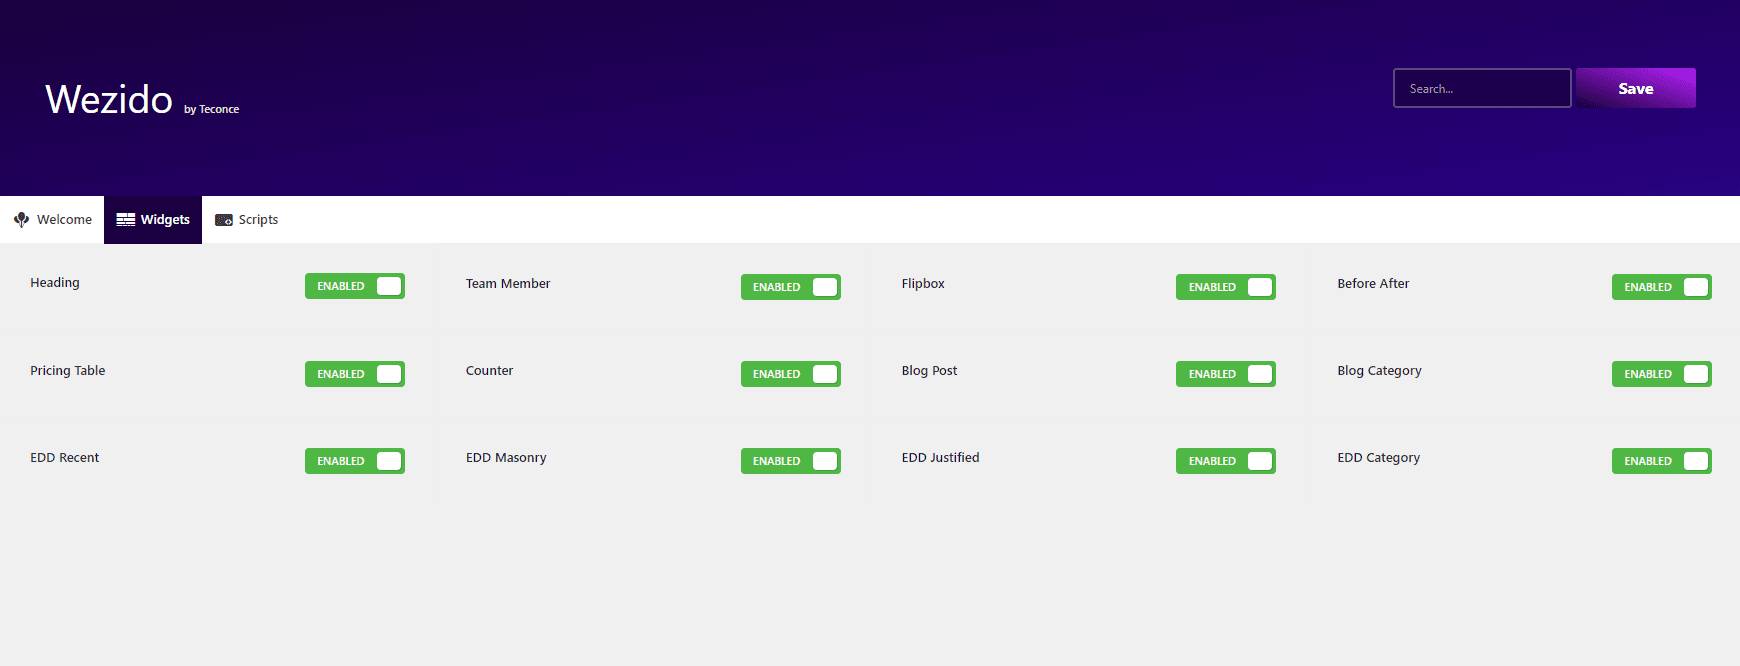 Wezido by Teconce
Search...
Save
Welcome
Widgets
Scripts
Heading ENABLED
Team Member ENABLED
Flipbox ENABLED
Before After ENABLED
Pricing Table ENABLED
Counter ENABLED
Blog Post ENABLED
Blog Category ENABLED
EDD Recent ENABLED
EDD Masonry ENABLED
EDD Justified ENABLED
EDD Category ENABLED